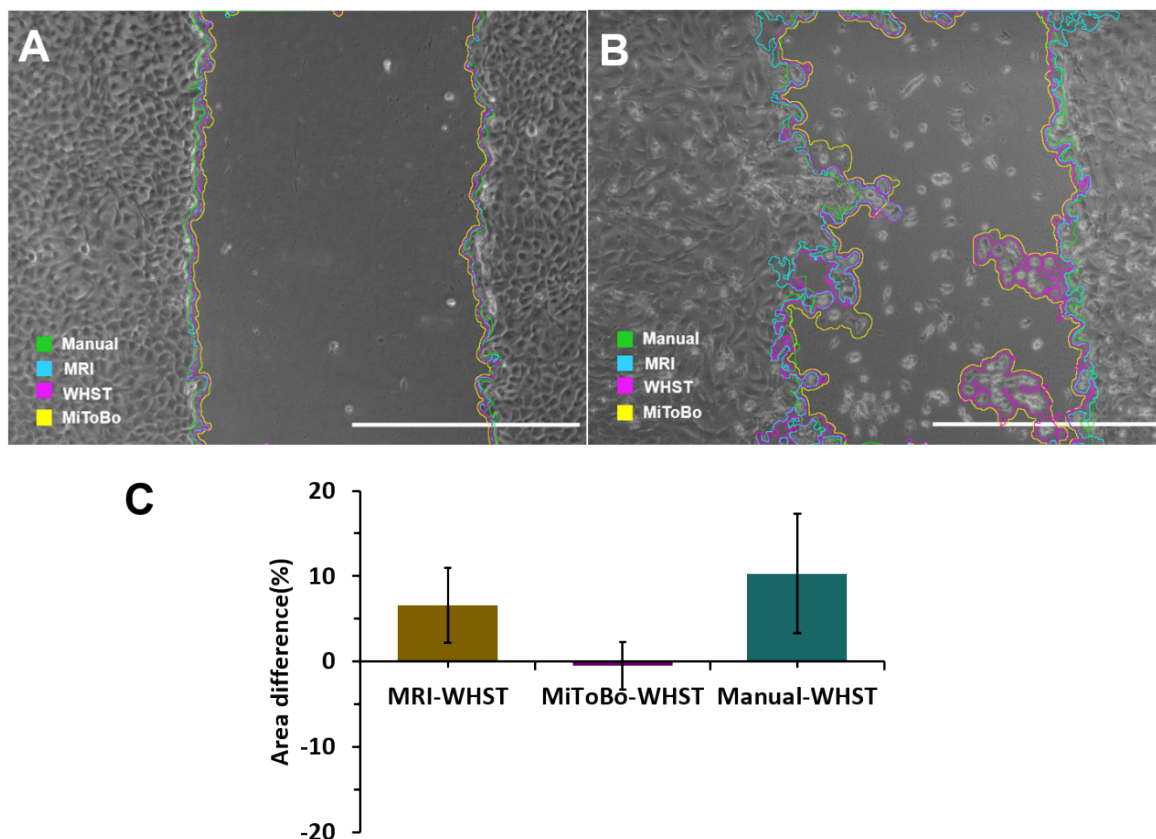 A
Manual
MRI
WHST
MiToBo
B
Manual
MRI
WHST
MiToBo
C
Area difference(%)
20
10
0
-10
-20
MRI-WHST
MiToBo-WHST
Manual-WHST